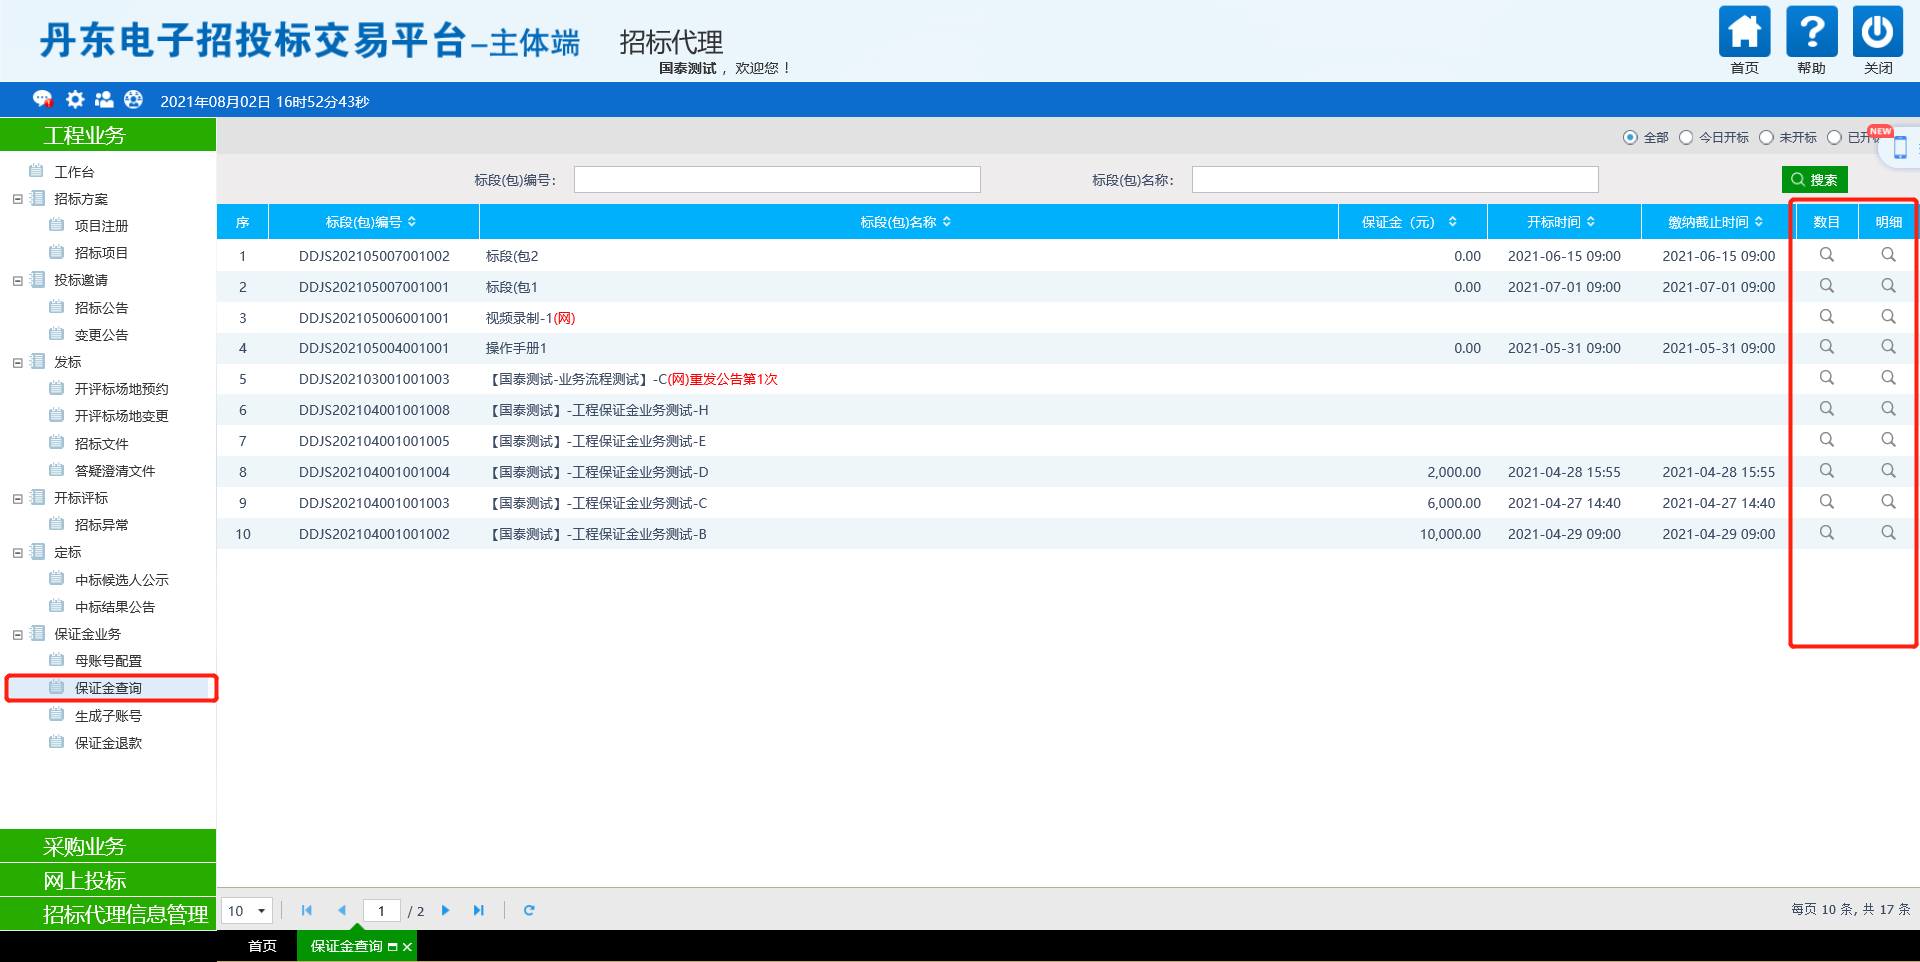 丹东电子招投标交易平台–主体端
招标代理
国泰测试 ，欢迎您！
首页 帮助 关闭
2021年08月02日 16时52分43秒
工程业务
工作台
招标方案
项目注册
招标项目
投标邀请
招标公告
变更公告
发标
开评标场地预约
开评标场地变更
招标文件
答疑澄清文件
开标评标
招标异常
定标
中标候选人公示
中标结果公告
保证金业务
母账号配置
保证金查询
生成子账号
保证金退款
采购业务
网上投标
招标代理信息管理
全部 今日开标 未开标 已开
NEW
标段(包)编号： 标段(包)名称： 搜索
序 标段(包)编号 标段(包)名称 保证金（元） 开标时间 缴纳截止时间 数目 明细
1 DDJS202105007001002 标段(包2 0.00 2021-06-15 09:00 2021-06-15 09:00
2 DDJS202105007001001 标段(包1 0.00 2021-07-01 09:00 2021-07-01 09:00
3 DDJS202105006001001 视频录制-1(网)
4 DDJS202105004001001 操作手册1 0.00 2021-05-31 09:00 2021-05-31 09:00
5 DDJS202103001001003 【国泰测试-业务流程测试】-C(网)重发公告第1次
6 DDJS202104001001008 【国泰测试】-工程保证金业务测试-H
7 DDJS202104001001005 【国泰测试】-工程保证金业务测试-E
8 DDJS202104001001004 【国泰测试】-工程保证金业务测试-D 2,000.00 2021-04-28 15:55 2021-04-28 15:55
9 DDJS202104001001003 【国泰测试】-工程保证金业务测试-C 6,000.00 2021-04-27 14:40 2021-04-27 14:40
10 DDJS202104001001002 【国泰测试】-工程保证金业务测试-B 10,000.00 2021-04-29 09:00 2021-04-29 09:00
10 1 / 2 每页 10 条, 共 17 条
首页 保证金查询